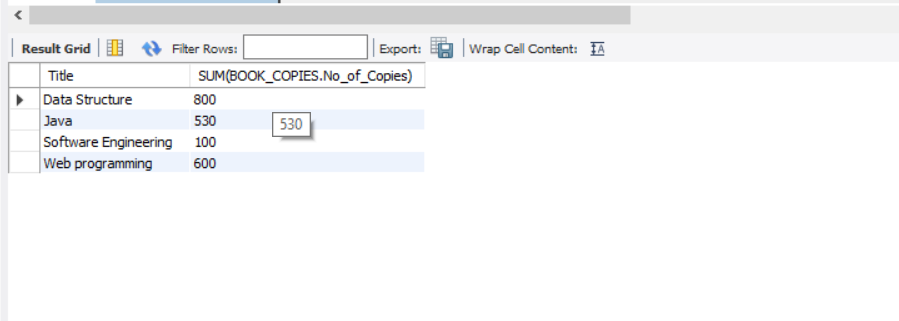 Result Grid Filter Rows: Export: Wrap Cell Content: IA
Title SUM(BOOK_COPIES.No_of_Copies)
Data Structure 800
Java 530 530
Software Engineering 100
Web programming 600